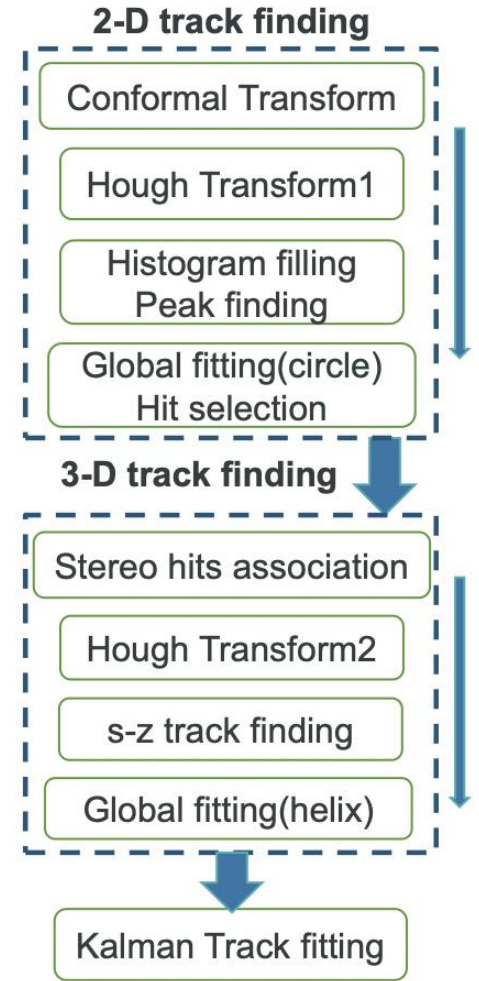 2-D track finding
Conformal Transform
Hough Transform1
Histogram filling
Peak finding
Global fitting(circle)
Hit selection
3-D track finding
Stereo hits association
Hough Transform2
s-z track finding
Global fitting(helix)
Kalman Track fitting